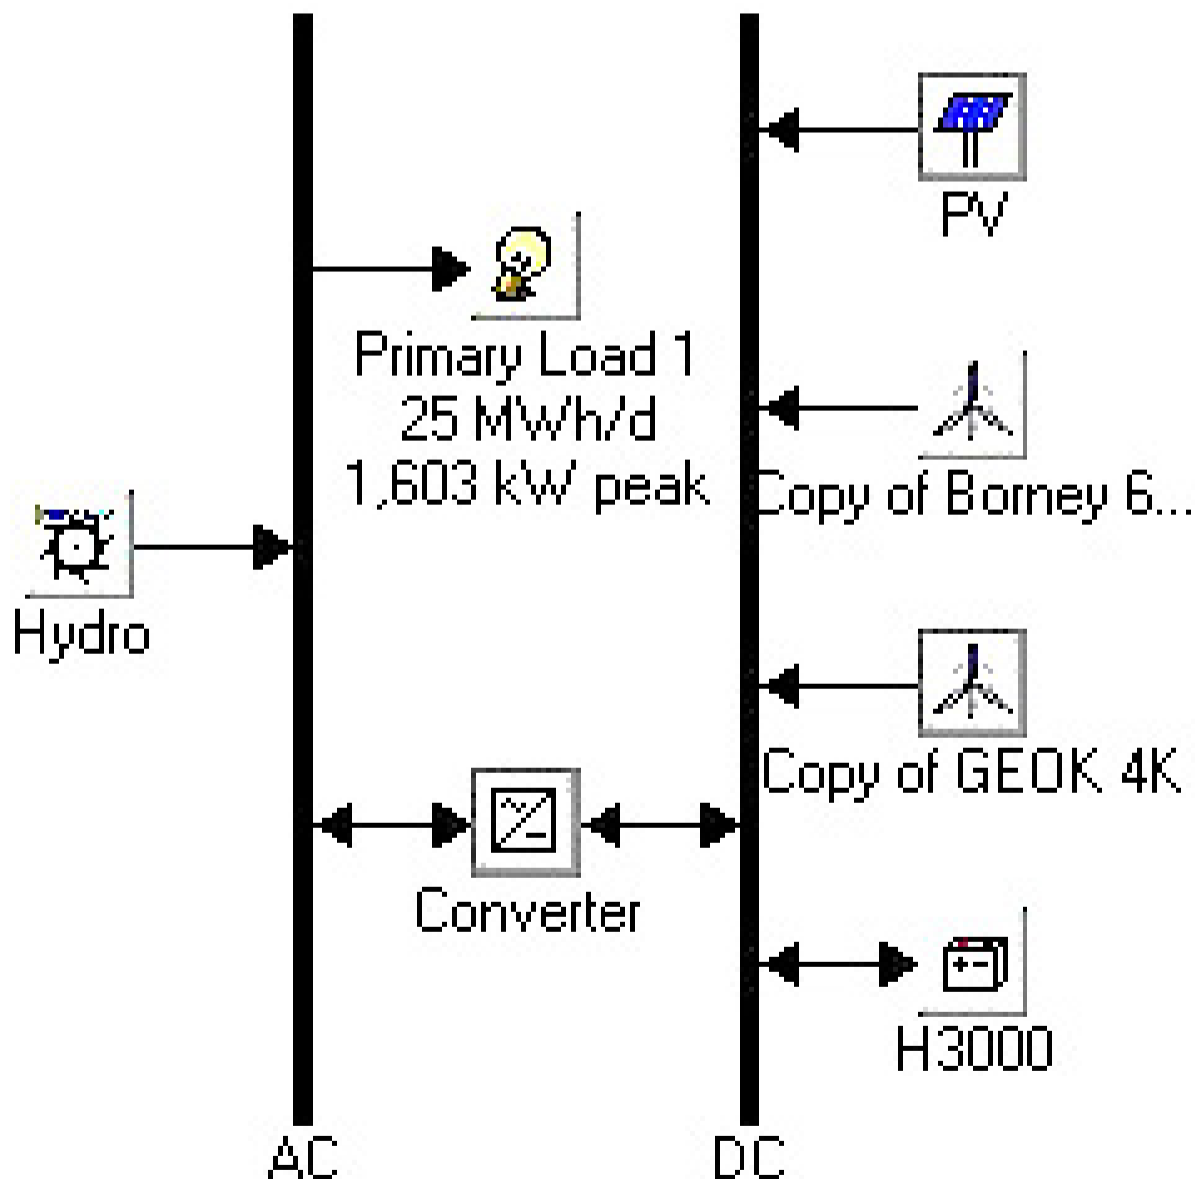 PV
Primary Load 1
25 MWh/d
1,603 kW peak
Copy of Borney 6...
Hydro
Copy of GEOK 4K
Converter
H3000
AC
DC